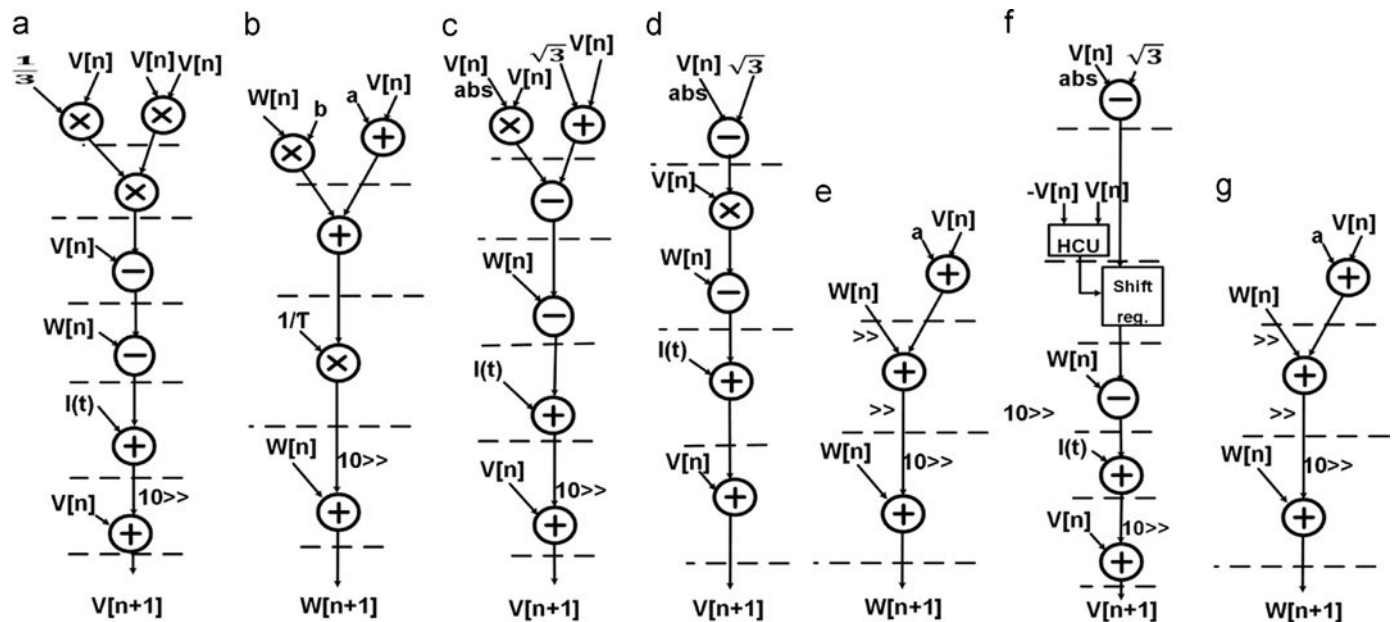 a
1/3
V[n]
V[n]
V[n]
×
×
×
V[n]
−
W[n]
−
I(t)
+
10>>
V[n]
+
V[n+1]
b
W[n]
b
a
V[n]
×
+
+
1/T
×
W[n]
10>>
+
W[n+1]
c
V[n]
abs
V[n]
√3
V[n]
×
+
−
W[n]
−
I(t)
+
V[n]
10>>
+
V[n+1]
d
V[n]
abs
√3
−
V[n]
×
W[n]
−
I(t)
+
V[n]
+
V[n+1]
e
a
V[n]
+
W[n]
>>
+
>>
W[n]
10>>
+
W[n+1]
f
V[n]
abs
√3
−
-V[n]
V[n]
HCU
Shift
reg.
W[n]
−
10>>
I(t)
+
10>>
V[n]
+
V[n+1]
g
a
V[n]
+
W[n]
>>
+
>>
W[n]
10>>
+
W[n+1]